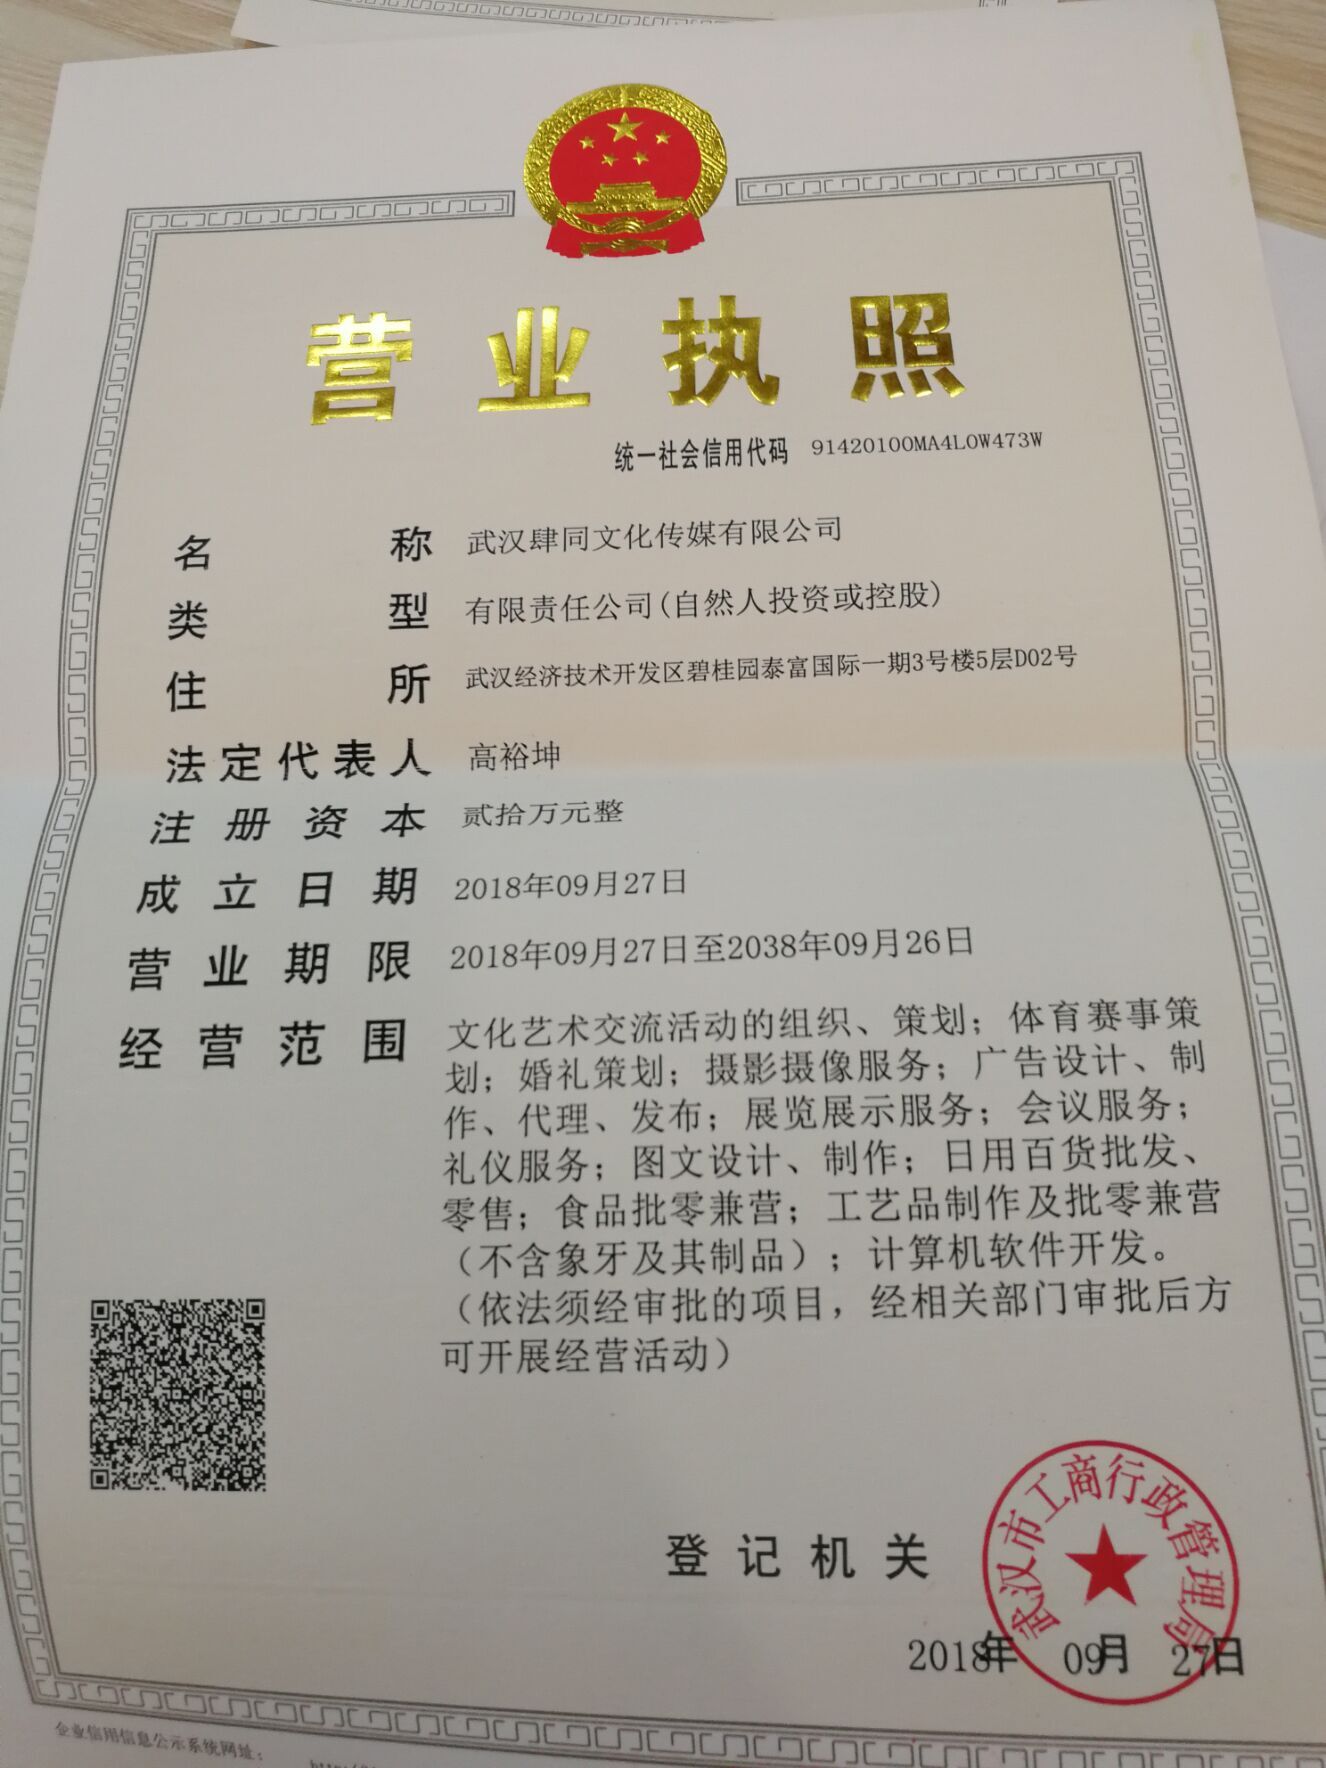 营业执照
统一社会信用代码 91420100MA4L0W473W
名称 武汉肆同文化传媒有限公司
类型 有限责任公司(自然人投资或控股)
住所 武汉经济技术开发区碧桂园泰富国际一期3号楼5层D02号
法定代表人 高裕坤
注册资本 贰拾万元整
成立日期 2018年09月27日
营业期限 2018年09月27日至2038年09月26日
经营范围 文化艺术交流活动的组织、策划；体育赛事策
划；婚礼策划；摄影摄像服务；广告设计、制
作、代理、发布；展览展示服务；会议服务；
礼仪服务；图文设计、制作；日用百货批发、
零售；食品批零兼营；工艺品制作及批零兼营
（不含象牙及其制品）；计算机软件开发。
（依法须经审批的项目，经相关部门审批后方
可开展经营活动）
登记机关
武汉市工商行政管理局
2018年 09月 27日
企业信用信息公示系统网址：